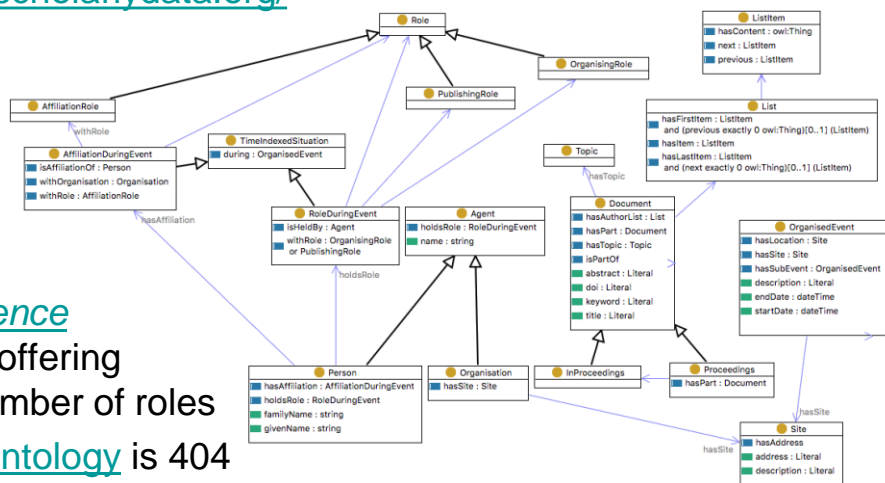 scholarlydata.org/
Role
ListItem
hasContent : owl:Thing
next : ListItem
previous : ListItem
OrganisingRole
PublishingRole
AffiliationRole
withRole
List
hasFirstItem : ListItem
and (previous exactly 0 owl:Thing)[0..1] (ListItem)
hasItem : ListItem
hasLastItem : ListItem
and (next exactly 0 owl:Thing)[0..1] (ListItem)
TimeIndexedSituation
during : OrganisedEvent
AffiliationDuringEvent
isAffiliationOf : Person
withOrganisation : Organisation
withRole : AffiliationRole
Topic
hasTopic
hasAffiliation
RoleDuringEvent
isHeldBy : Agent
withRole : OrganisingRole
or PublishingRole
holdsRole
Agent
holdsRole : RoleDuringEvent
name : string
Document
hasAuthorList : List
hasPart : Document
hasTopic : Topic
isPartOf
abstract : Literal
doi : Literal
keyword : Literal
title : Literal
OrganisedEvent
hasLocation : Site
hasSite : Site
hasSubEvent : OrganisedEvent
description : Literal
endDate : dateTime
startDate : dateTime
ence
offering
mber of roles
ntology is 404
Person
hasAffiliation : AffiliationDuringEvent
holdsRole : RoleDuringEvent
familyName : string
givenName : string
Organisation
hasSite : Site
InProceedings
Proceedings
hasPart : Document
hasSite
hasSite
Site
hasAddress
address : Literal
description : Literal